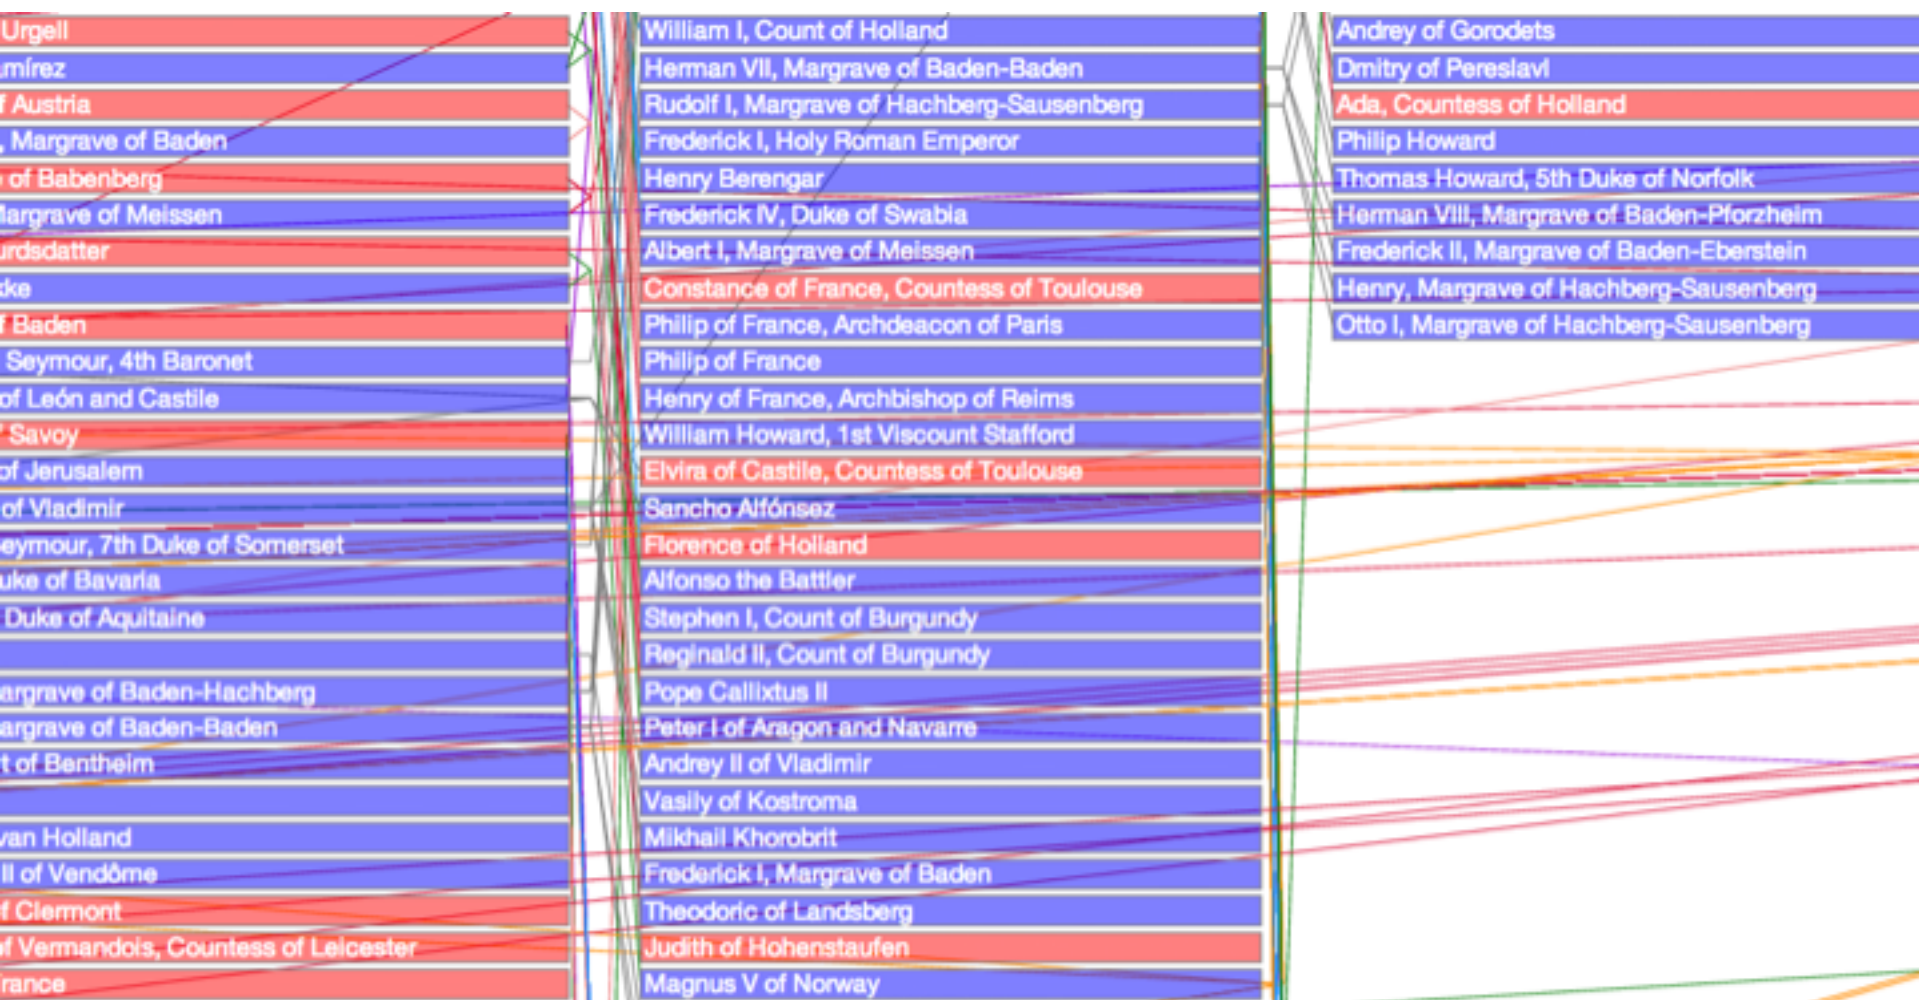 Urgell
mírez
f Austria
, Margrave of Baden
of Babenberg
Margrave of Meissen
urdsdatter
kke
f Baden
Seymour, 4th Baronet
of León and Castile
Savoy
of Jerusalem
of Vladimir
eymour, 7th Duke of Somerset
uke of Bavaria
Duke of Aquitaine
argrave of Baden-Hachberg
argrave of Baden-Baden
t of Bentheim
van Holland
II of Vendôme
f Clermont
of Vermandois, Countess of Leicester
rance
William I, Count of Holland
Herman VII, Margrave of Baden-Baden
Rudolf I, Margrave of Hachberg-Sausenberg
Frederick I, Holy Roman Emperor
Henry Berengar
Frederick IV, Duke of Swabia
Albert I, Margrave of Meissen
Constance of France, Countess of Toulouse
Philip of France, Archdeacon of Paris
Philip of France
Henry of France, Archbishop of Reims
William Howard, 1st Viscount Stafford
Elvira of Castile, Countess of Toulouse
Sancho Alfónsez
Florence of Holland
Alfonso the Battler
Stephen I, Count of Burgundy
Reginald II, Count of Burgundy
Pope Callixtus II
Peter I of Aragon and Navarre
Andrey II of Vladimir
Vasily of Kostroma
Mikhail Khorobrit
Frederick I, Margrave of Baden
Theodoric of Landsberg
Judith of Hohenstaufen
Magnus V of Norway
Andrey of Gorodets
Dmitry of Pereslavl
Ada, Countess of Holland
Philip Howard
Thomas Howard, 5th Duke of Norfolk
Herman VIII, Margrave of Baden-Pforzheim
Frederick II, Margrave of Baden-Eberstein
Henry, Margrave of Hachberg-Sausenberg
Otto I, Margrave of Hachberg-Sausenberg